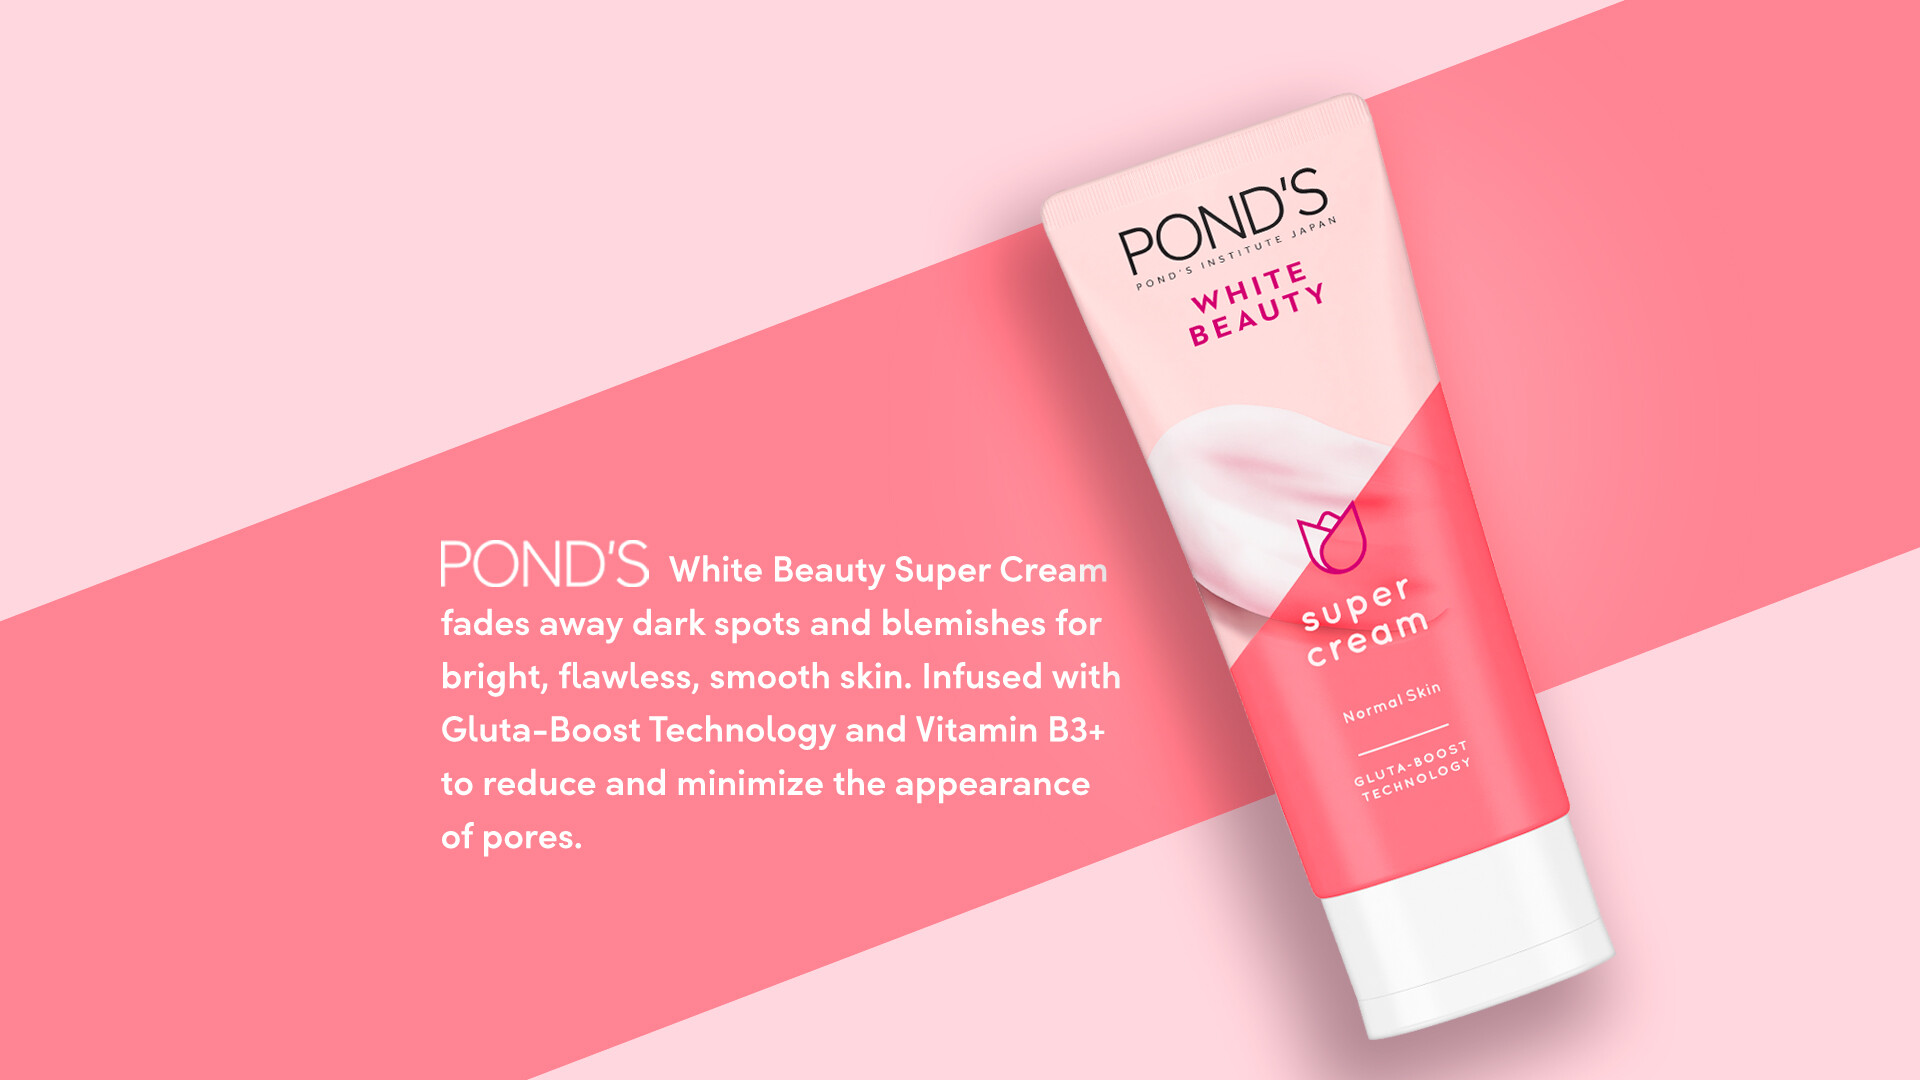 POND'S
POND'S INSTITUTE JAPAN
WHITE
BEAUTY
super
cream
Normal Skin
GLUTA-BOOST
TECHNOLOGY
POND'S White Beauty Super Cream
fades away dark spots and blemishes for
bright, flawless, smooth skin. Infused with
Gluta-Boost Technology and Vitamin B3+
to reduce and minimize the appearance
of pores.